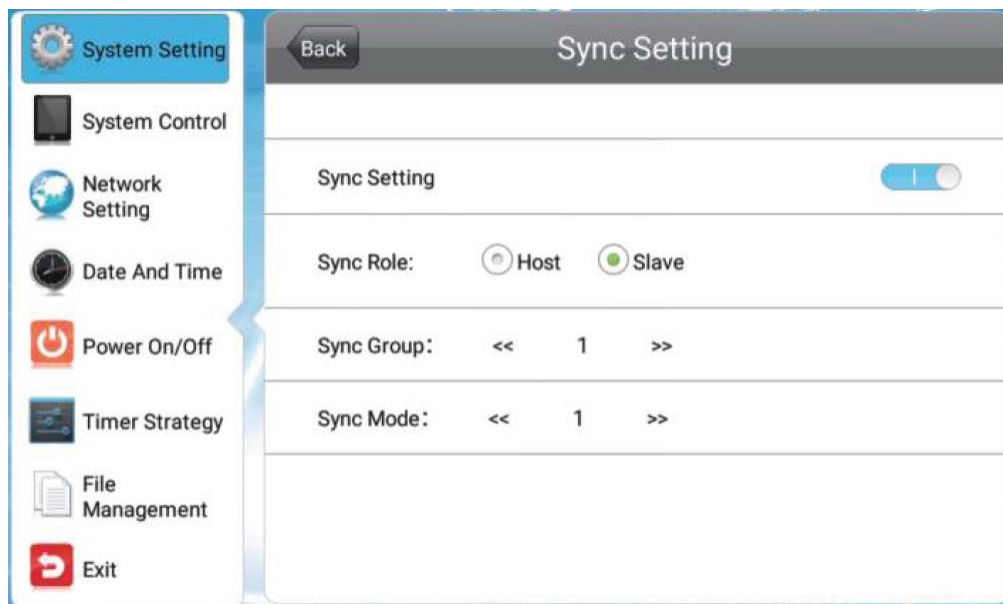 System Setting
System Control
Network
Setting
Date And Time
Power On/Off
Timer Strategy
File
Management
Exit
Back
Sync Setting
Sync Setting
Sync Role: Host Slave
Sync Group: << 1 >>
Sync Mode: << 1 >>